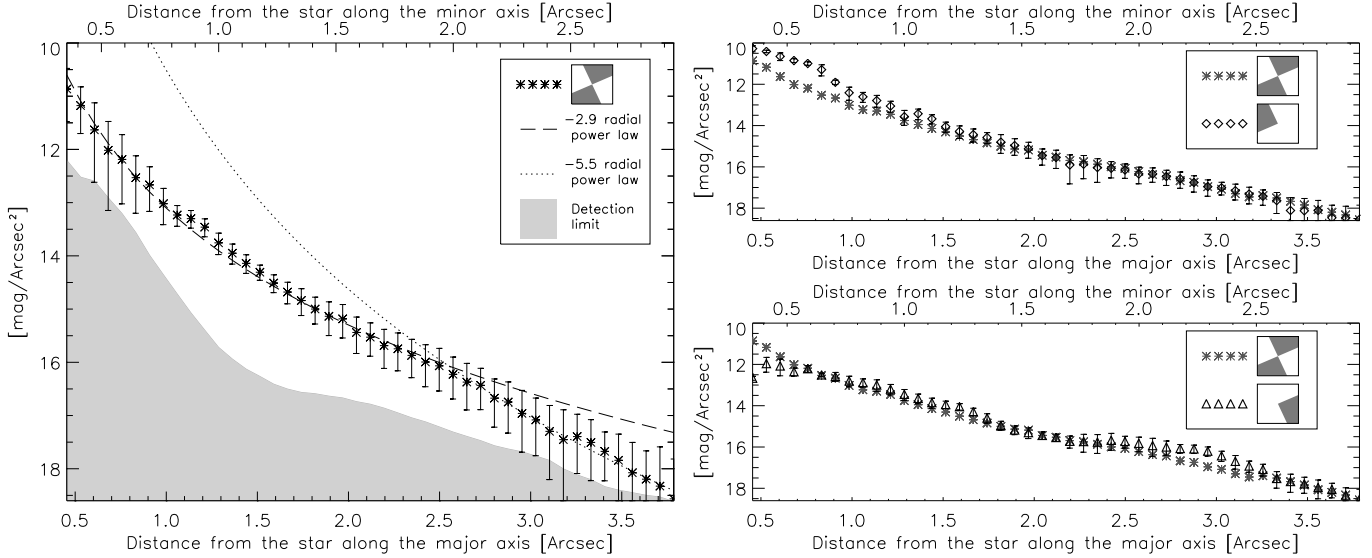 Distance from the star along the minor axis [Arcsec]
0.5 1.0 1.5 2.0 2.5
10
12
14
16
18
[mag/Arcsec²]
−2.9 radial
power law
−5.5 radial
power law
Detection
limit
0.5 1.0 1.5 2.0 2.5 3.0 3.5
Distance from the star along the major axis [Arcsec]
Distance from the star along the minor axis [Arcsec]
0.5 1.0 1.5 2.0 2.5
10
12
14
16
18
[mag/Arcsec²]
0.5 1.0 1.5 2.0 2.5 3.0 3.5
Distance from the star along the major axis [Arcsec]
Distance from the star along the minor axis [Arcsec]
0.5 1.0 1.5 2.0 2.5
10
12
14
16
18
[mag/Arcsec²]
0.5 1.0 1.5 2.0 2.5 3.0 3.5
Distance from the star along the major axis [Arcsec]